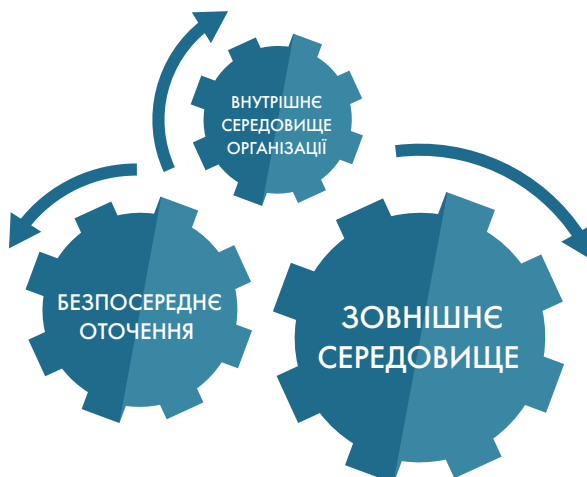 ВНУТРІШНЄ
СЕРЕДОВИЩЕ
ОРГАНІЗАЦІЇ
БЕЗПОСЕРЕДНЄ
ОТОЧЕННЯ
ЗОВНІШНЄ
СЕРЕДОВИЩЕ